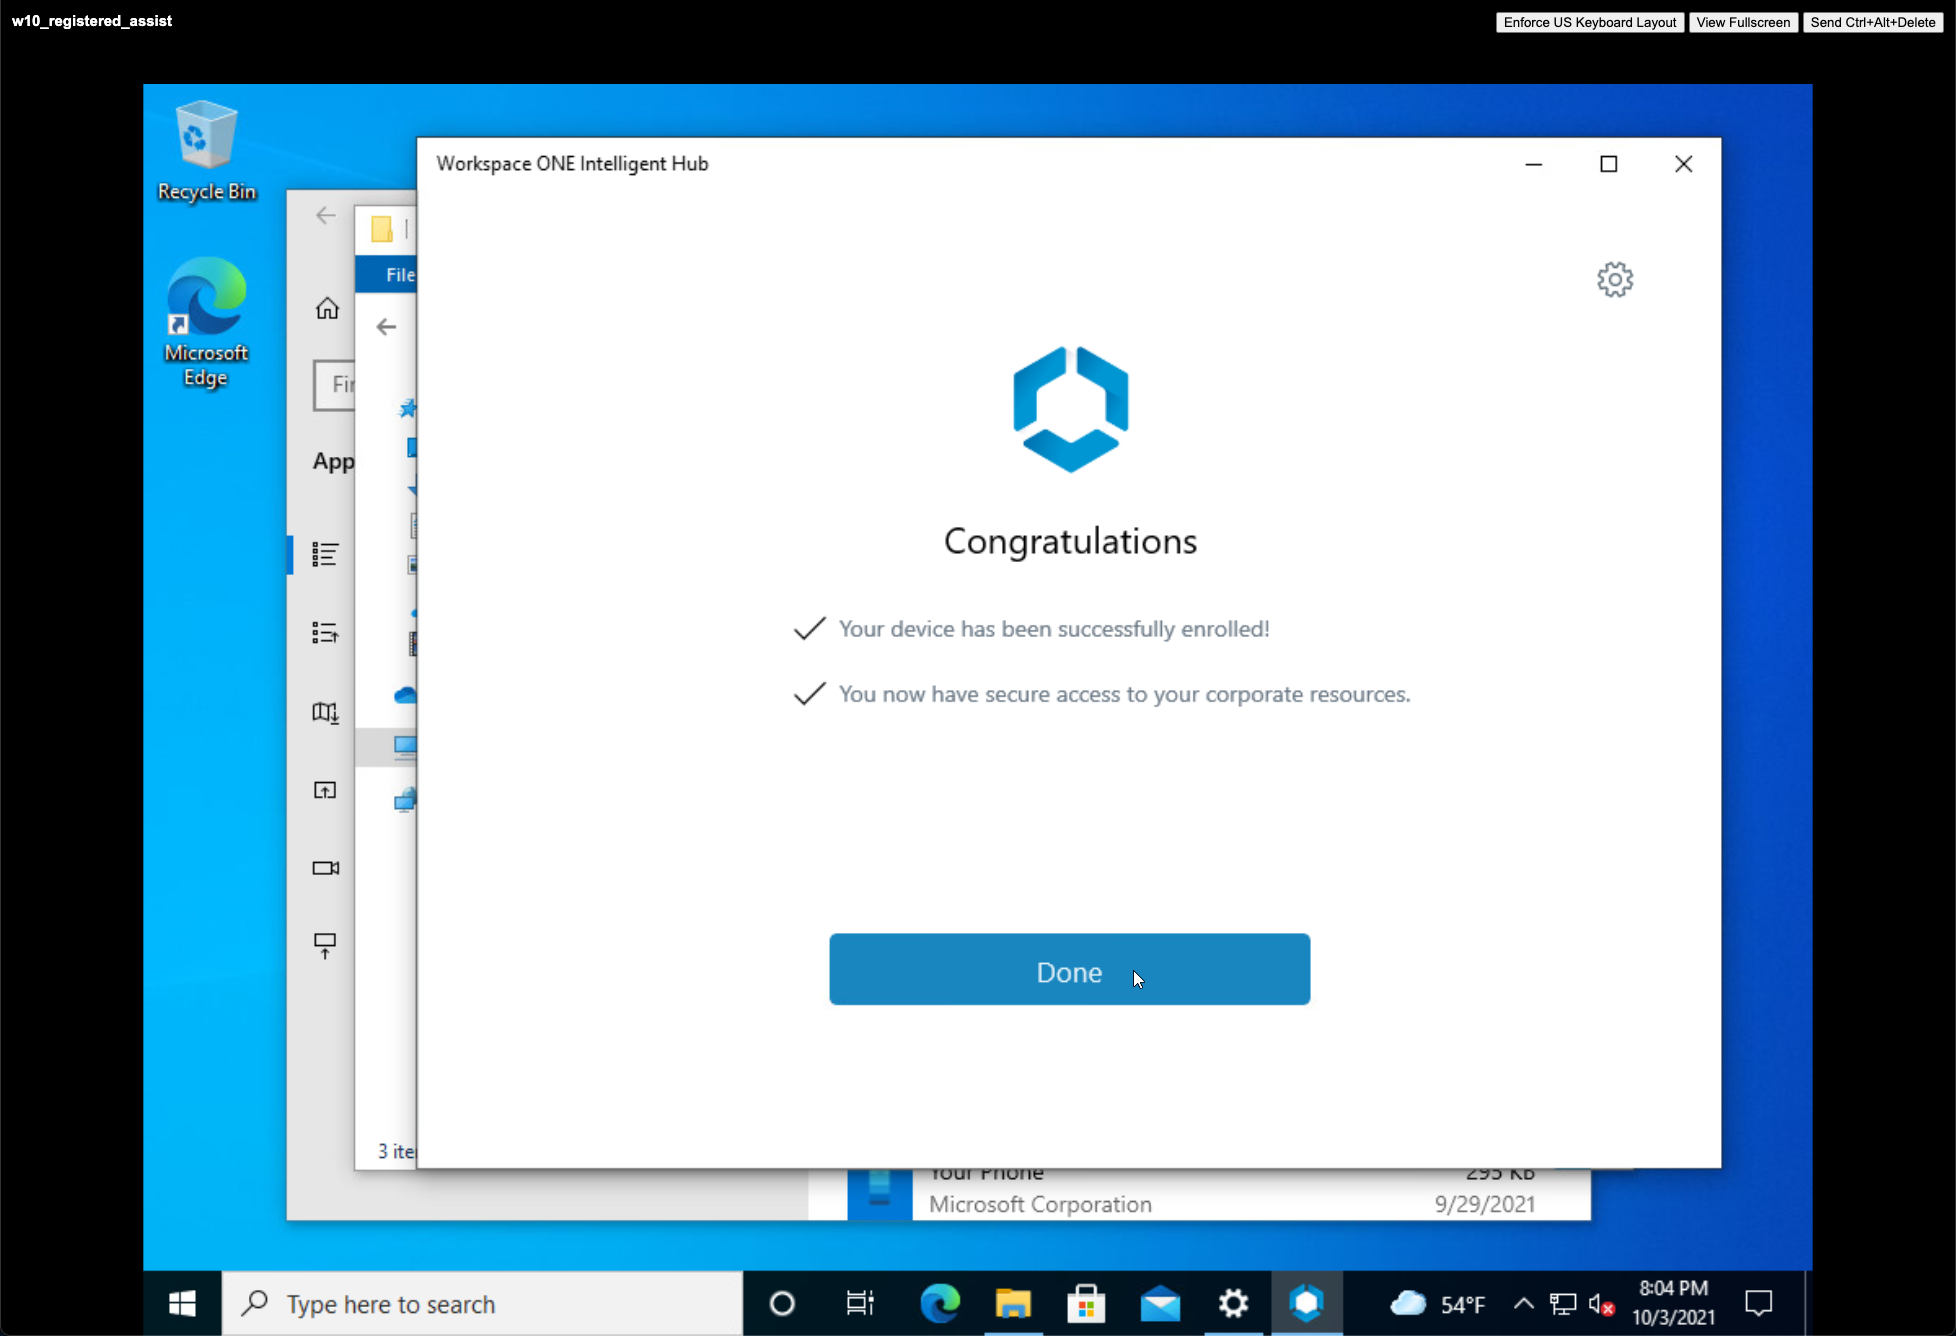 w10_registered_assist
Enforce US Keyboard Layout
View Fullscreen
Send Ctrl+Alt+Delete
Recycle Bin
Microsoft
Edge
Workspace ONE Intelligent Hub
File
Congratulations
Your device has been successfully enrolled!
You now have secure access to your corporate resources.
Done
App
3 ite
Your Phone
295 KB
Microsoft Corporation
9/29/2021
Type here to search
54°F
8:04 PM
10/3/2021